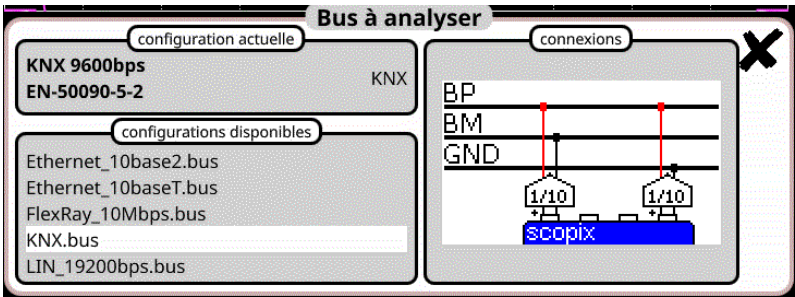 Bus à analyser
configuration actuelle
KNX 9600bps
EN-50090-5-2
KNX
configurations disponibles
Ethernet_10base2.bus
Ethernet_10baseT.bus
FlexRay_10Mbps.bus
KNX.bus
LIN_19200bps.bus
connexions
BP
BM
GND
1/10
1/10
+
+
scopix